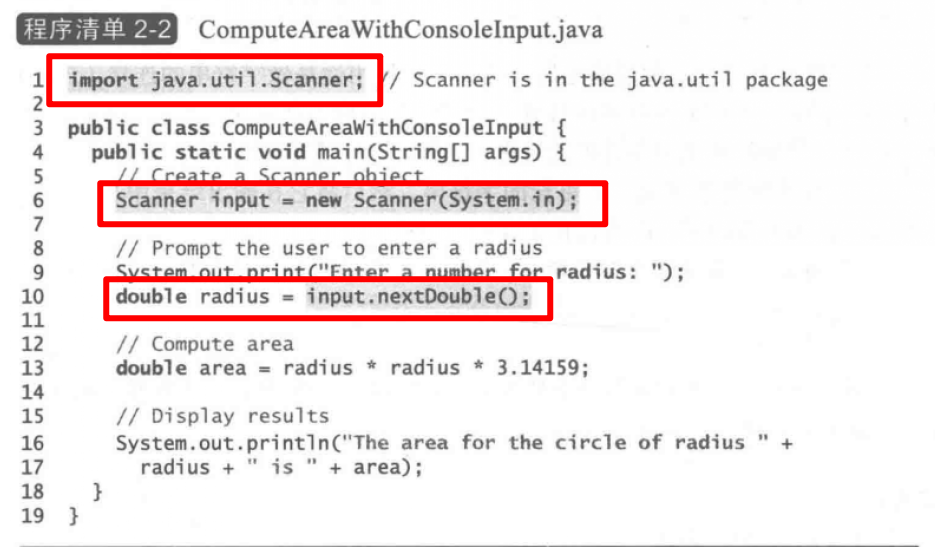 程序清单 2-2 ComputeAreaWithConsoleInput.java
1 import java.util.Scanner; // Scanner is in the java.util package
2
3 public class ComputeAreaWithConsoleInput {
4 public static void main(String[] args) {
5 // Create a Scanner object
6 Scanner input = new Scanner(System.in);
7
8 // Prompt the user to enter a radius
9 System.out.print("Enter a number for radius: ");
10 double radius = input.nextDouble();
11
12 // Compute area
13 double area = radius * radius * 3.14159;
14
15 // Display results
16 System.out.println("The area for the circle of radius " +
17 radius + " is " + area);
18 }
19 }